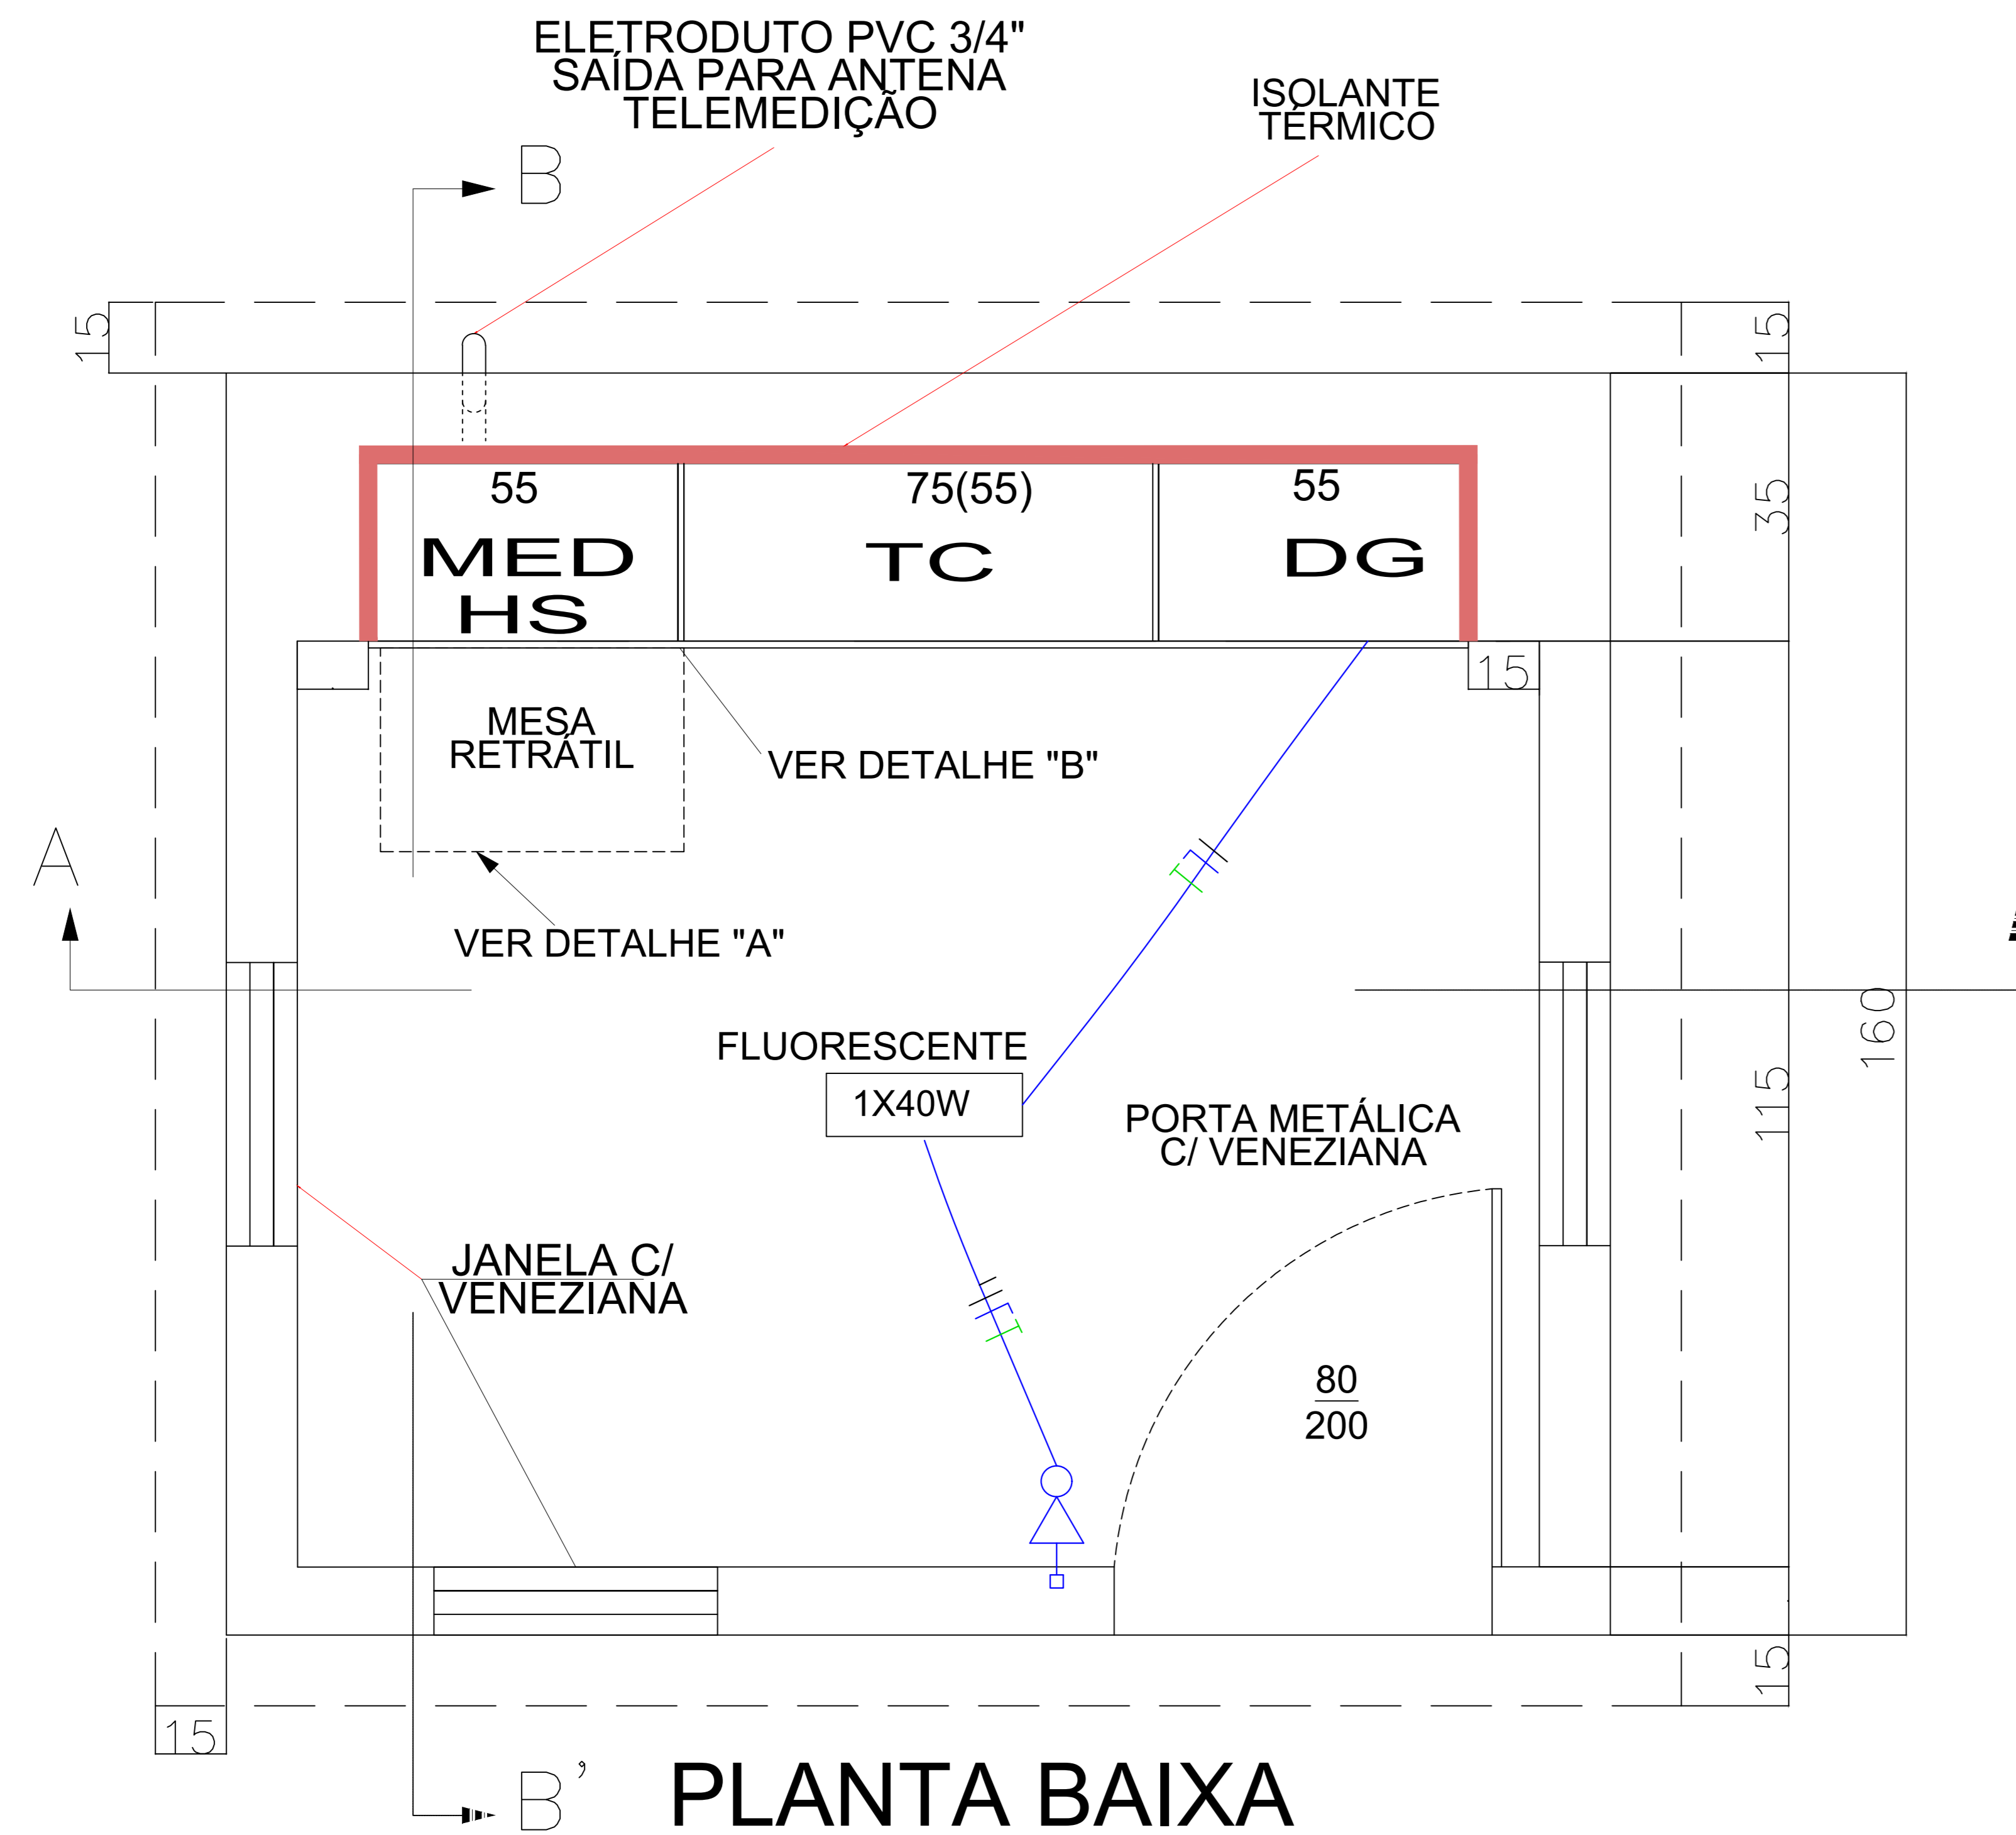 ELETRODUTO PVC 3/4"
SAÍDA PARA ANTENA
TELEMEDIÇÃO
ISOLANTE
TÉRMICO
B
15
15
55
75(55)
55
35
MED
HS
TC
DG
15
MESA
RETRÁTIL
VER DETALHE "B"
A
VER DETALHE "A"
160
FLUORESCENTE
1X40W
115
PORTA METÁLICA
C/ VENEZIANA
JANELA C/
VENEZIANA
80
200
15
15
B'
PLANTA BAIXA